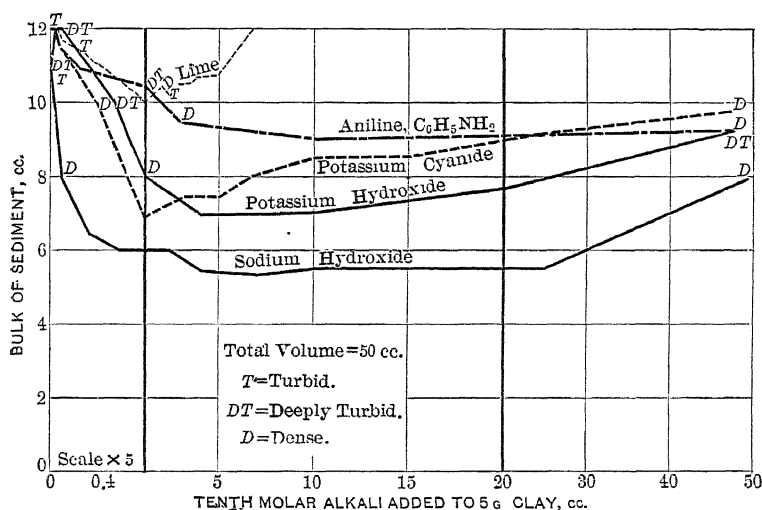 12
10
8
6
4
2
0
BULK OF SEDIMENT, cc.
T
DT
T
DT
T
D
DT
D
D
DT
T
D
T
D
Lime
Aniline, C6H5NH2
Potassium Cyanide
Potassium Hydroxide
Sodium Hydroxide
D
D
DT
D
Total Volume=50 cc.
T=Turbid.
DT=Deeply Turbid.
D=Dense.
Scale × 5
0 0.4 5 10 15 20 30 40 50
TENTH MOLAR ALKALI ADDED TO 5 G CLAY, cc.